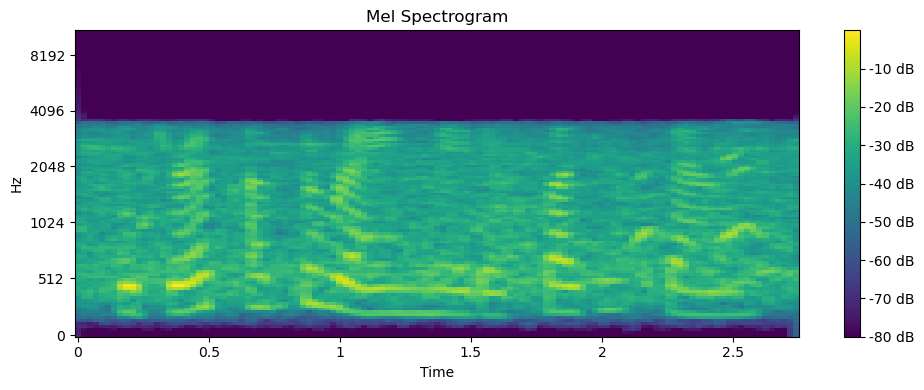 Mel Spectrogram
Hz
8192
4096
2048
1024
512
0
0
0.5
1
1.5
2
2.5
Time
-10 dB
-20 dB
-30 dB
-40 dB
-50 dB
-60 dB
-70 dB
-80 dB